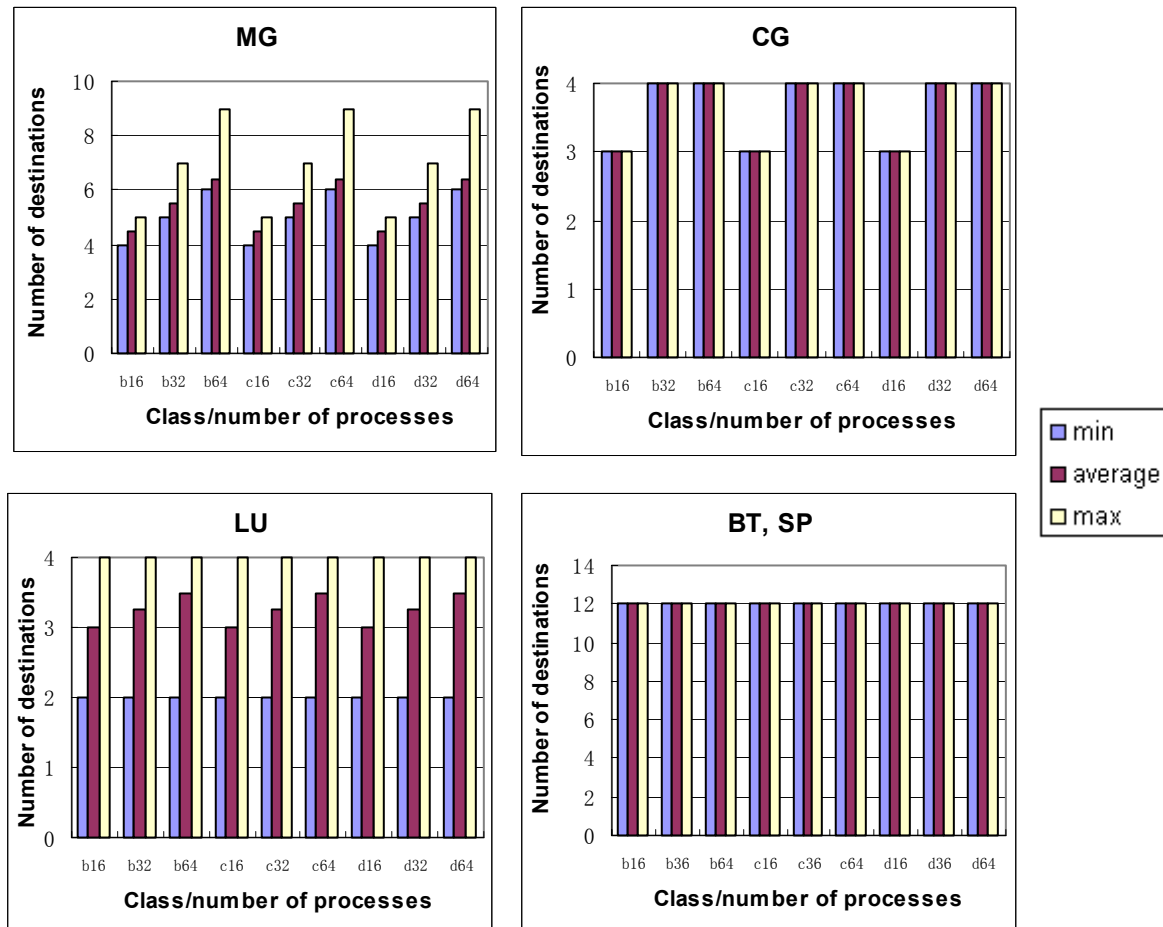 MG
Number of destinations
10
8
6
4
2
0
b16 b32 b64 c16 c32 c64 d16 d32 d64
Class/number of processes
CG
Number of destinations
4
3
2
1
0
b16 b32 b64 c16 c32 c64 d16 d32 d64
Class/number of processes
min
average
max
LU
Number of destinations
4
3
2
1
0
b16 b32 b64 c16 c32 c64 d16 d32 d64
Class/number of processes
BT, SP
Number of destinations
14
12
10
8
6
4
2
0
b16 b36 b64 c16 c36 c64 d16 d36 d64
Class/number of processes